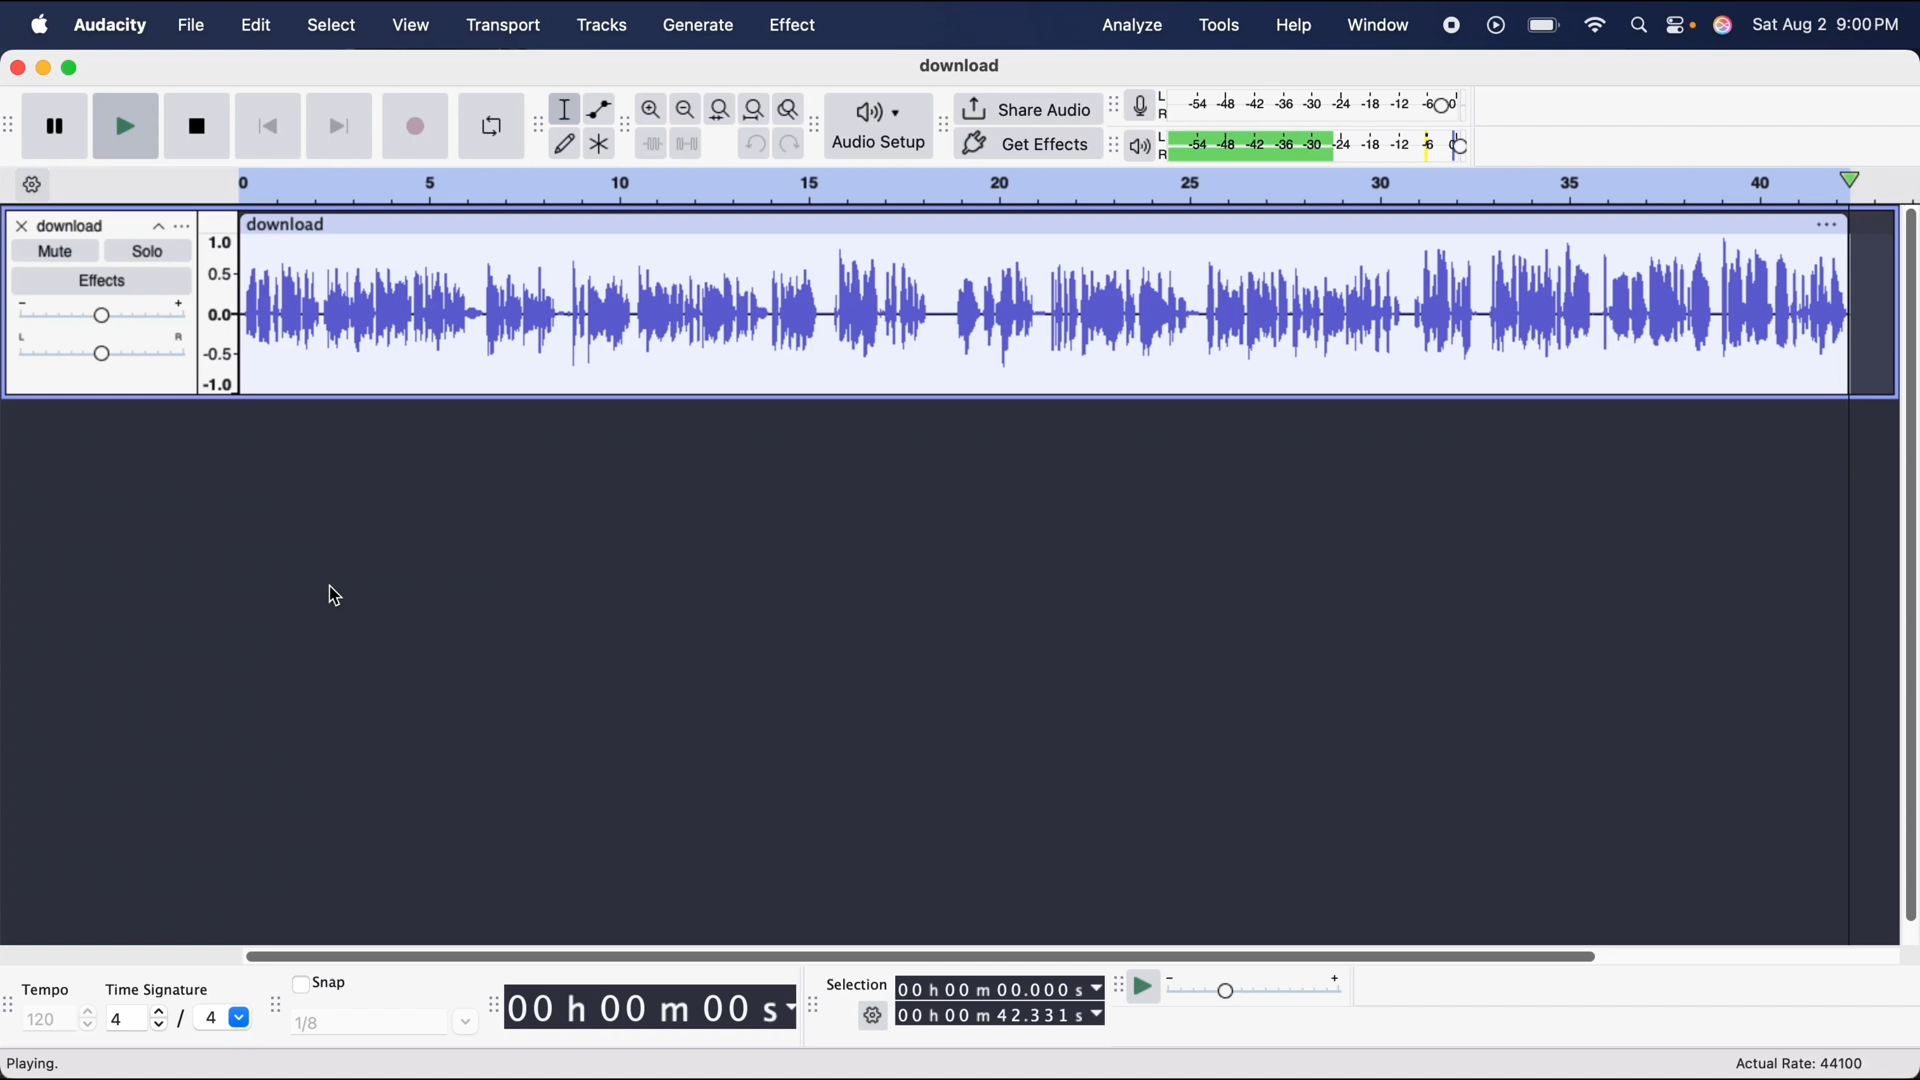 Audacity File Edit Select View Transport Tracks Generate Effect Analyze Tools Help Window Sat Aug 2 9:00 PM
download
Share Audio
Audio Setup
Get Effects
L
R
-54 -48 -42 -36 -30 -24 -18 -12 -6 0
L
R
-54 -48 -42 -36 -30 -24 -18 -12 -6 0
0 5 10 15 20 25 30 35 40
download
Mute Solo
Effects
- +
L R
1.0
0.5
0.0
-0.5
-1.0
download
Tempo
120
Time Signature
4 / 4
Snap
1/8
00 h 00 m 00 s
Selection
00 h 00 m 00.000 s
00 h 00 m 42.331 s
- +
Playing.
Actual Rate: 44100